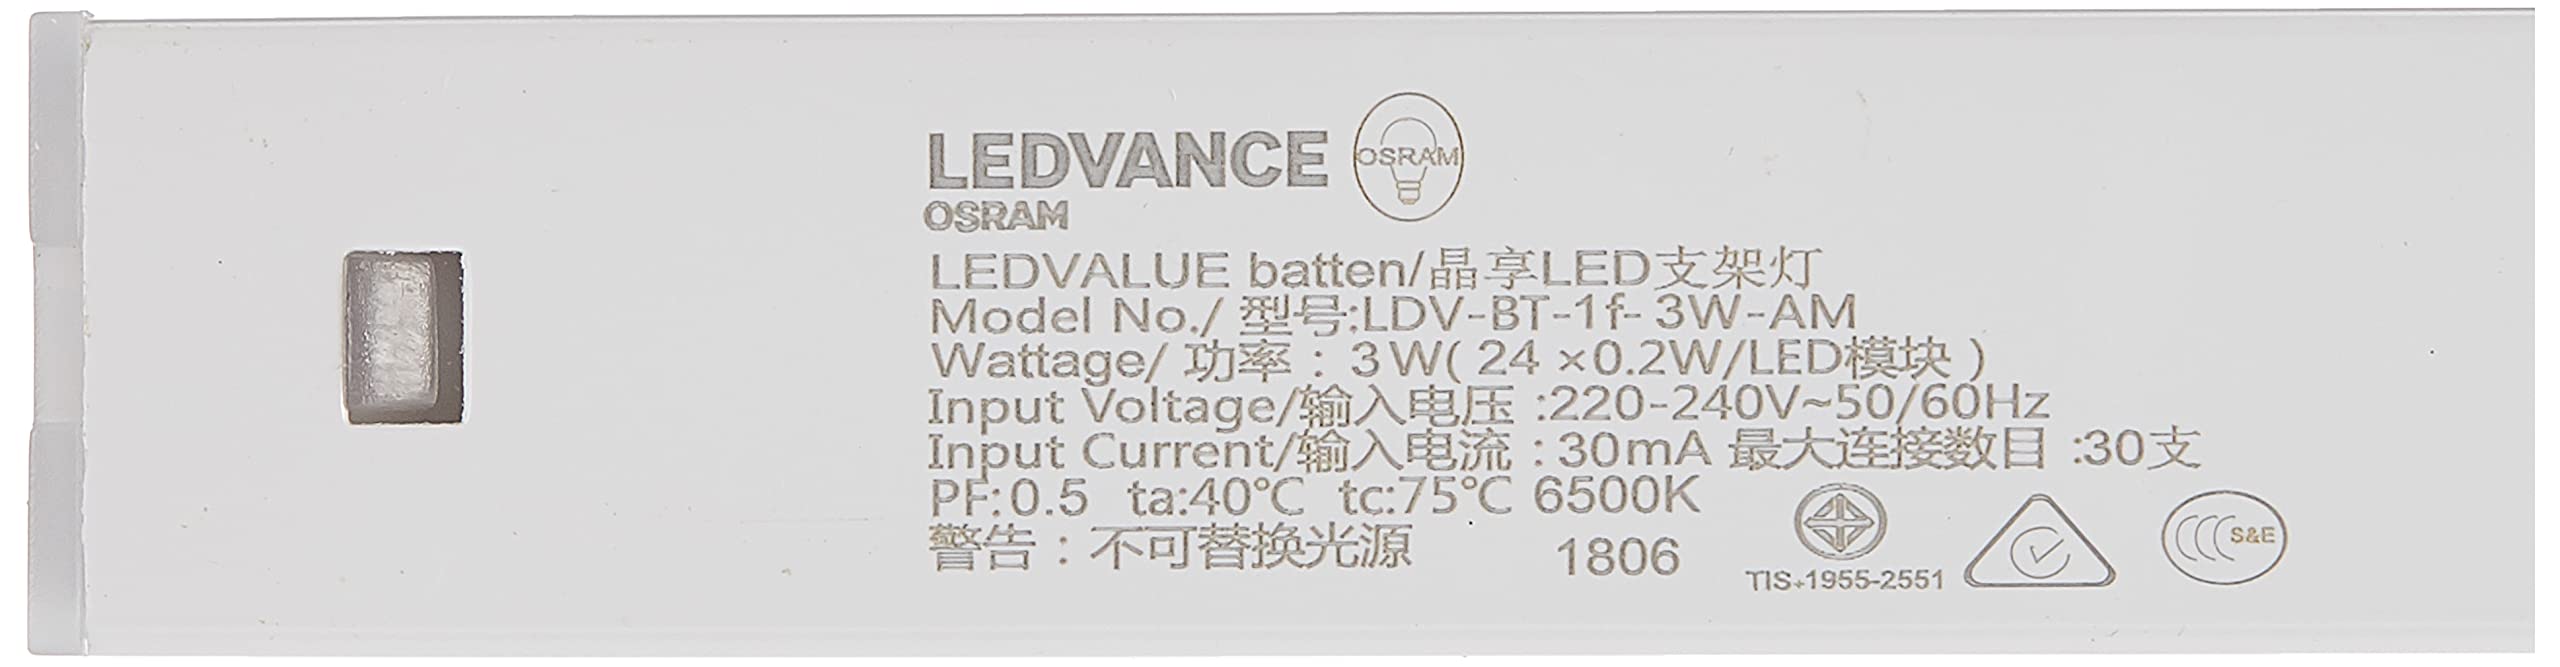 LEDVANCE OSRAM
OSRAM
LEDVALUE batten/晶享LED支架灯
Model No./ 型号:LDV-BT-1f- 3W-AM
Wattage/ 功率 : 3W( 24 ×0.2W/LED模块 )
Input Voltage/输入电压 :220-240V~50/60Hz
Input Current/输入电流 : 30mA 最大连接数目 :30支
PF: 0.5 ta:40°C tc:75°C 6500K
警告 : 不可替换光源 1806
TIS 1955-2551
S&E